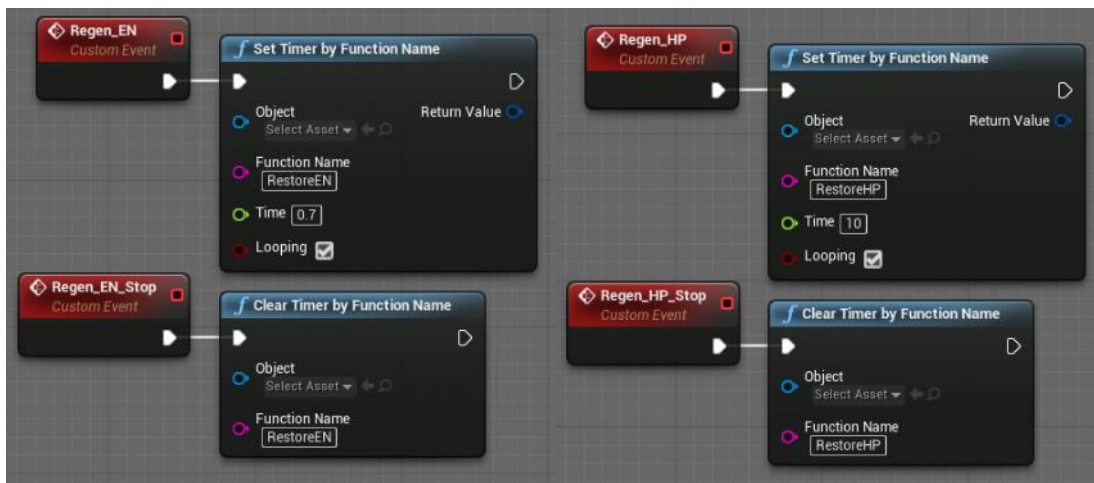 Regen_EN
Custom Event
f Set Timer by Function Name
Object
Select Asset
Return Value
Function Name
RestoreEN
Time 0.7
Looping
Regen_EN_Stop
Custom Event
f Clear Timer by Function Name
Object
Select Asset
Function Name
RestoreEN
Regen_HP
Custom Event
f Set Timer by Function Name
Object
Select Asset
Return Value
Function Name
RestoreHP
Time 10
Looping
Regen_HP_Stop
Custom Event
f Clear Timer by Function Name
Object
Select Asset
Function Name
RestoreHP